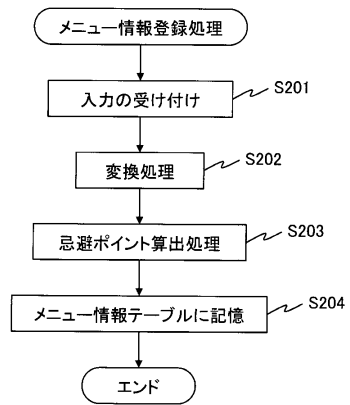 メニュー情報登録処理
入力の受け付け
S201
変換処理
S202
忌避ポイント算出処理
S203
メニュー情報テーブルに記憶
S204
エンド